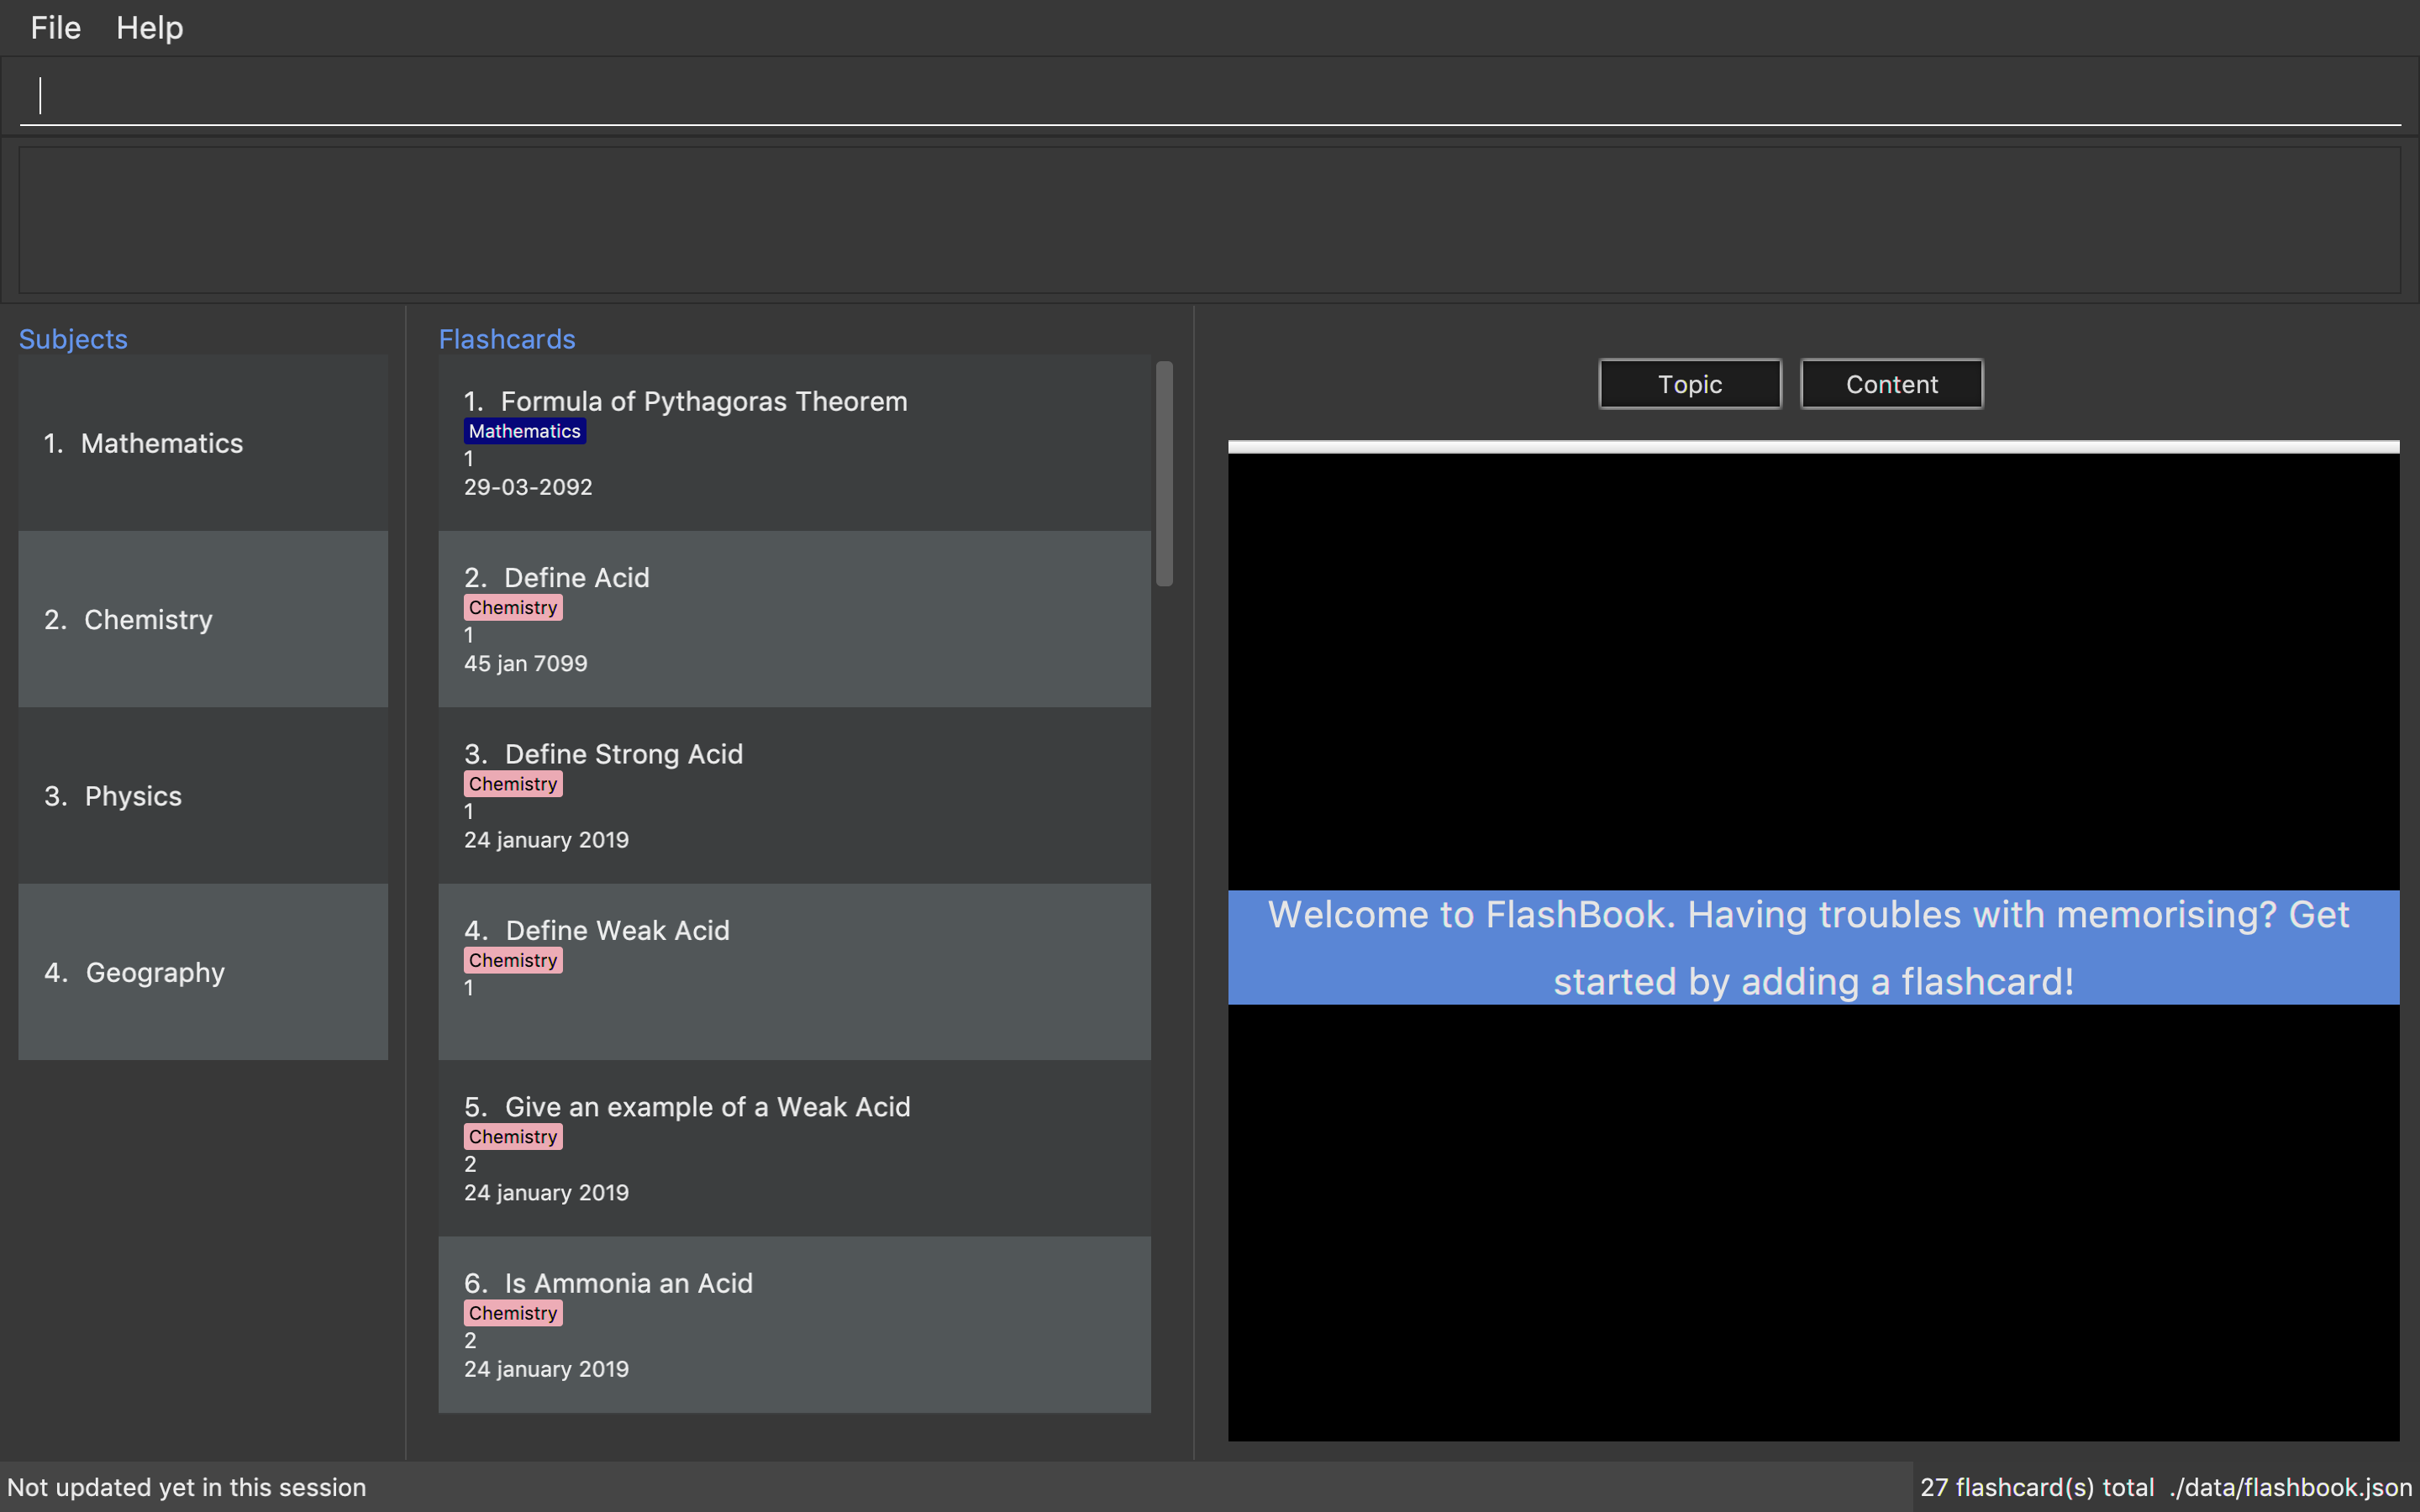 File Help
Subjects
1. Mathematics
2. Chemistry
3. Physics
4. Geography
Flashcards
1. Formula of Pythagoras Theorem
Mathematics
1
29-03-2092
2. Define Acid
Chemistry
1
45 jan 7099
3. Define Strong Acid
Chemistry
1
24 january 2019
4. Define Weak Acid
Chemistry
1
5. Give an example of a Weak Acid
Chemistry
2
24 january 2019
6. Is Ammonia an Acid
Chemistry
2
24 january 2019
Topic Content
Welcome to FlashBook. Having troubles with memorising? Get
started by adding a flashcard!
Not updated yet in this session
27 flashcard(s) total ./data/flashbook.json